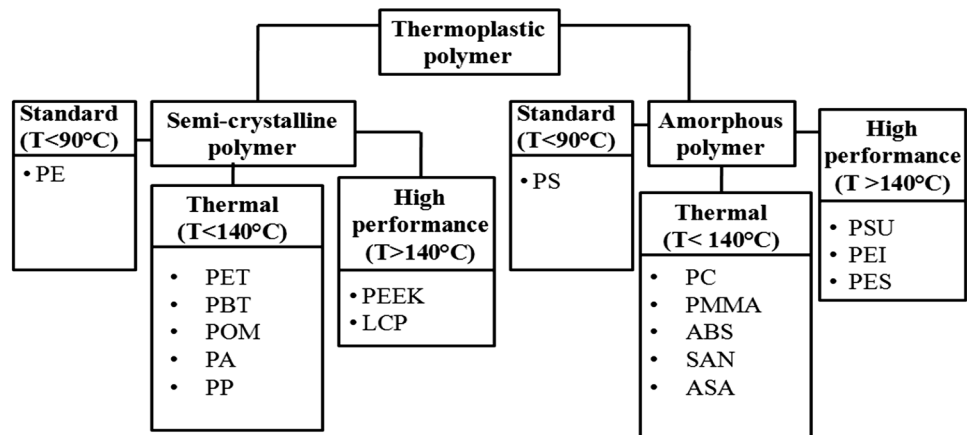 Thermoplastic
polymer
Standard
(T<90°C)
• PE
Semi-crystalline
polymer
Thermal
(T<140°C)
• PET
• PBT
• POM
• PA
• PP
High
performance
(T>140°C)
• PEEK
• LCP
Standard
(T<90°C)
• PS
Amorphous
polymer
Thermal
(T< 140°C)
• PC
• PMMA
• ABS
• SAN
• ASA
High
performance
(T >140°C)
• PSU
• PEI
• PES